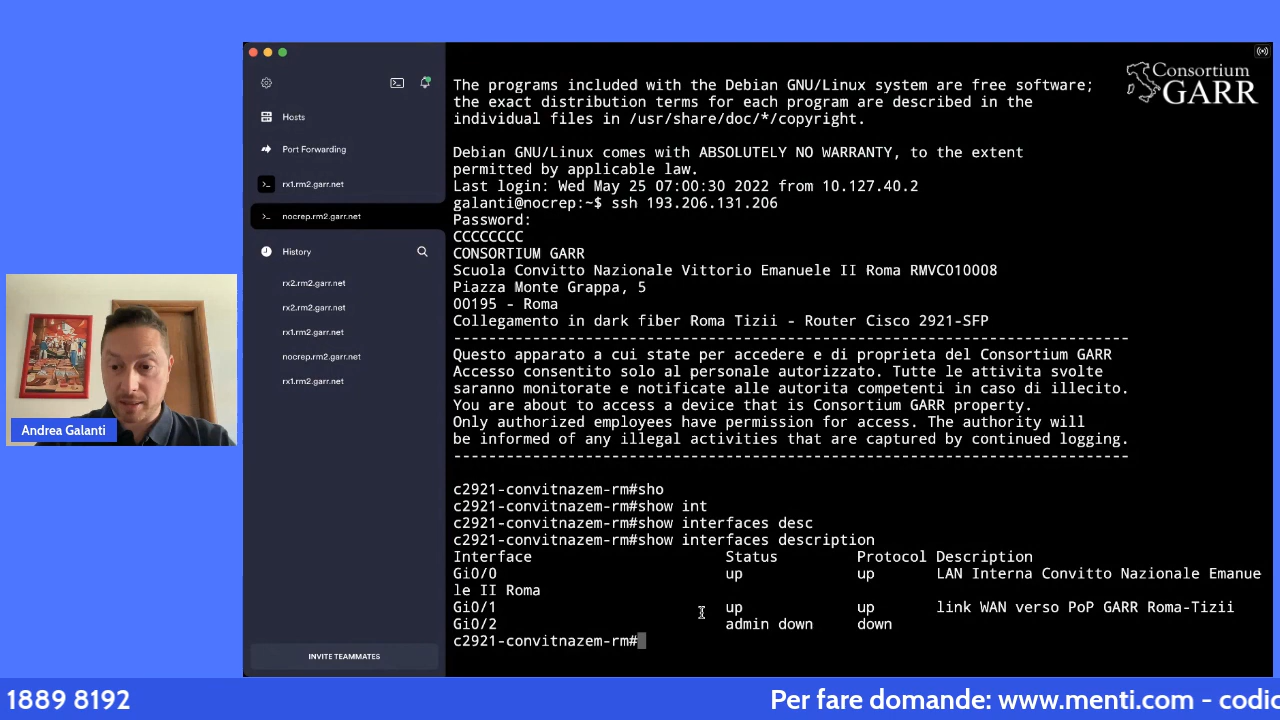 Consortium
GARR
Hosts
Port Forwarding
rx1.rm2.garr.net
nocrep.rm2.garr.net
History
rx2.rm2.garr.net
rx2.rm2.garr.net
rx1.rm2.garr.net
nocrep.rm2.garr.net
rx1.rm2.garr.net
INVITE TEAMMATES
The programs included with the Debian GNU/Linux system are free software;
the exact distribution terms for each program are described in the
individual files in /usr/share/doc/*/copyright.
Debian GNU/Linux comes with ABSOLUTELY NO WARRANTY, to the extent
permitted by applicable law.
Last login: Wed May 25 07:00:30 2022 from 10.127.40.2
galanti@nocrep:~$ ssh 193.206.131.206
Password:
CCCCCCCC
CONSORTIUM GARR
Scuola Convitto Nazionale Vittorio Emanuele II Roma RMVC010008
Piazza Monte Grappa, 5
00195 - Roma
Collegamento in dark fiber Roma Tizii - Router Cisco 2921-SFP
-----------------------------------------------------------------------------
Questo apparato a cui state per accedere e di proprieta del Consortium GARR
Accesso consentito solo al personale autorizzato. Tutte le attivita svolte
saranno monitorate e notificate alle autorita competenti in caso di illecito.
You are about to access a device that is Consortium GARR property.
Only authorized employees have permission for access. The authority will
be informed of any illegal activities that are captured by continued logging.
-----------------------------------------------------------------------------
c2921-convitnazem-rm#sho
c2921-convitnazem-rm#show int
c2921-convitnazem-rm#show interfaces desc
c2921-convitnazem-rm#show interfaces description
Interface Status Protocol Description
Gi0/0 up up LAN Interna Convitto Nazionale Emanue
le II Roma
Gi0/1 up up link WAN verso PoP GARR Roma-Tizii
Gi0/2 admin down down
c2921-convitnazem-rm#
Andrea Galanti
1889 8192 Per fare domande: www.menti.com - codic